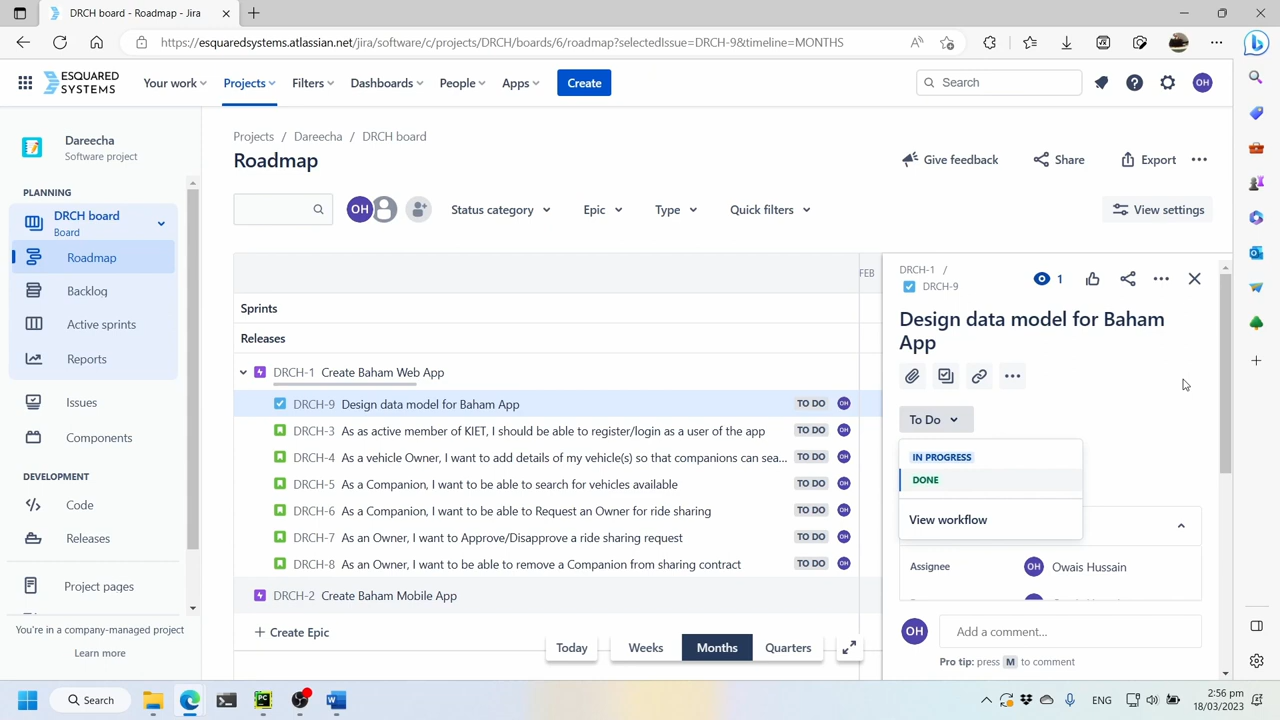 DRCH board - Roadmap - Jira
https://esquaredsystems.atlassian.net/jira/software/c/projects/DRCH/boards/6/roadmap?selectedIssue=DRCH-9&timeline=MONTHS
ESQUARED
SYSTEMS
Your work
Projects
Filters
Dashboards
People
Apps
Create
Search
OH
Dareecha
Software project
PLANNING
DRCH board
Board
Roadmap
Backlog
Active sprints
Reports
Issues
Components
DEVELOPMENT
Code
Releases
Project pages
You're in a company-managed project
Learn more
Projects / Dareecha / DRCH board
Roadmap
Give feedback
Share
Export
OH
Status category
Epic
Type
Quick filters
View settings
FEB
Sprints
Releases
DRCH-1 Create Baham Web App
DRCH-9 Design data model for Baham App TO DO OH
DRCH-3 As as active member of KIET, I should be able to register/login as a user of the app TO DO OH
DRCH-4 As a vehicle Owner, I want to add details of my vehicle(s) so that companions can sea... TO DO OH
DRCH-5 As a Companion, I want to be able to search for vehicles available TO DO OH
DRCH-6 As a Companion, I want to be able to Request an Owner for ride sharing TO DO OH
DRCH-7 As an Owner, I want to Approve/Disapprove a ride sharing request TO DO OH
DRCH-8 As an Owner, I want to be able to remove a Companion from sharing contract TO DO OH
DRCH-2 Create Baham Mobile App
+ Create Epic
Today
Weeks
Months
Quarters
DRCH-1 /
DRCH-9
1
Design data model for Baham
App
To Do
IN PROGRESS
DONE
View workflow
Assignee
OH Owais Hussain
OH
Add a comment...
Pro tip: press M to comment
Search
ENG
2:56 pm
18/03/2023